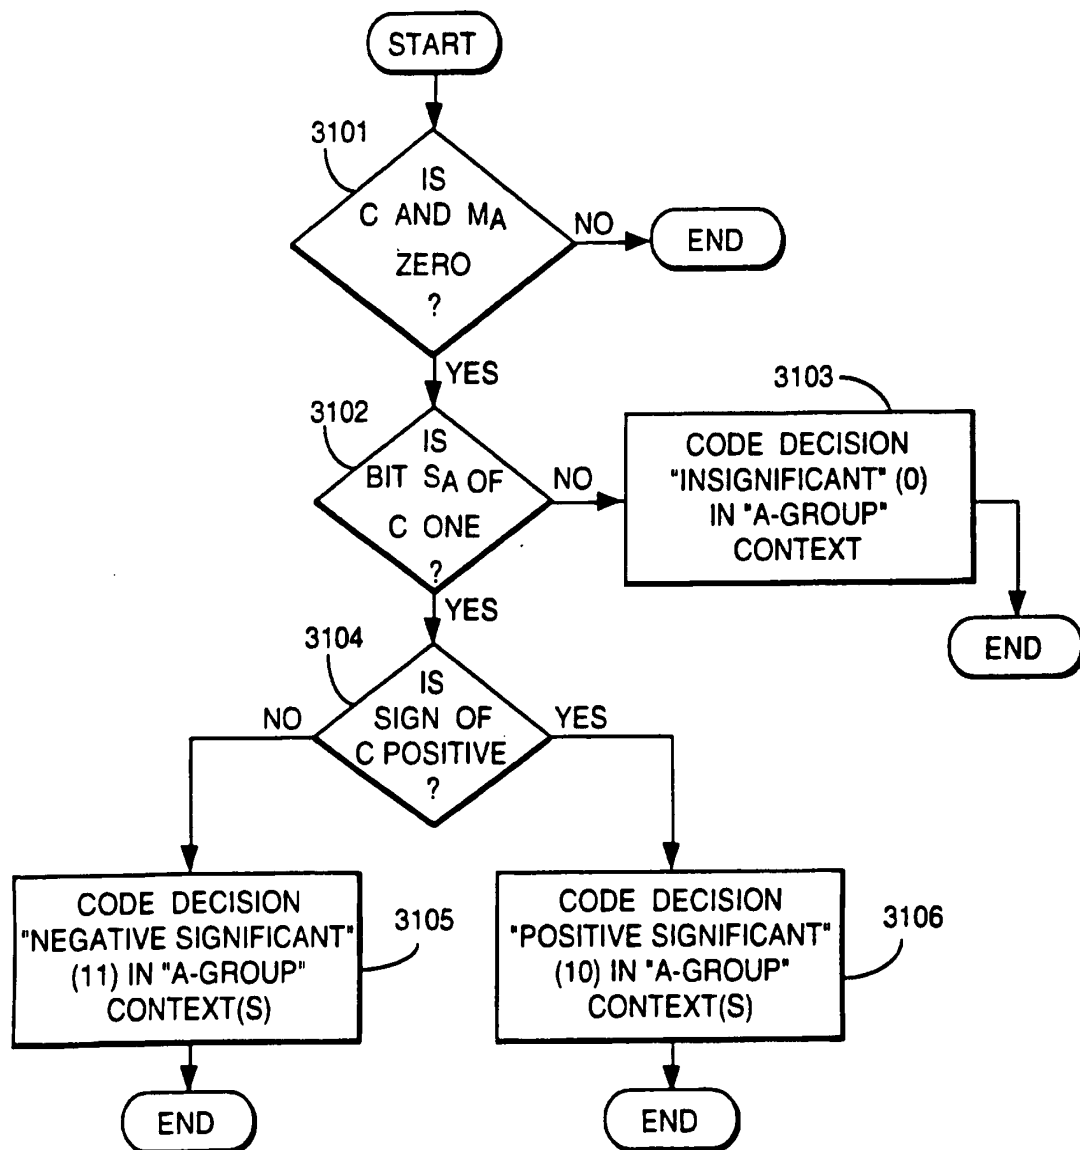 START
3101
IS
C AND MA
ZERO
?
NO
END
YES
3102
IS
BIT SA OF
C ONE
?
NO
3103
CODE DECISION
"INSIGNIFICANT" (0)
IN "A-GROUP"
CONTEXT
END
YES
3104
IS
SIGN OF
C POSITIVE
?
NO
YES
CODE DECISION
"NEGATIVE SIGNIFICANT"
(11) IN "A-GROUP"
CONTEXT(S)
3105
END
CODE DECISION
"POSITIVE SIGNIFICANT"
(10) IN "A-GROUP"
CONTEXT(S)
3106
END